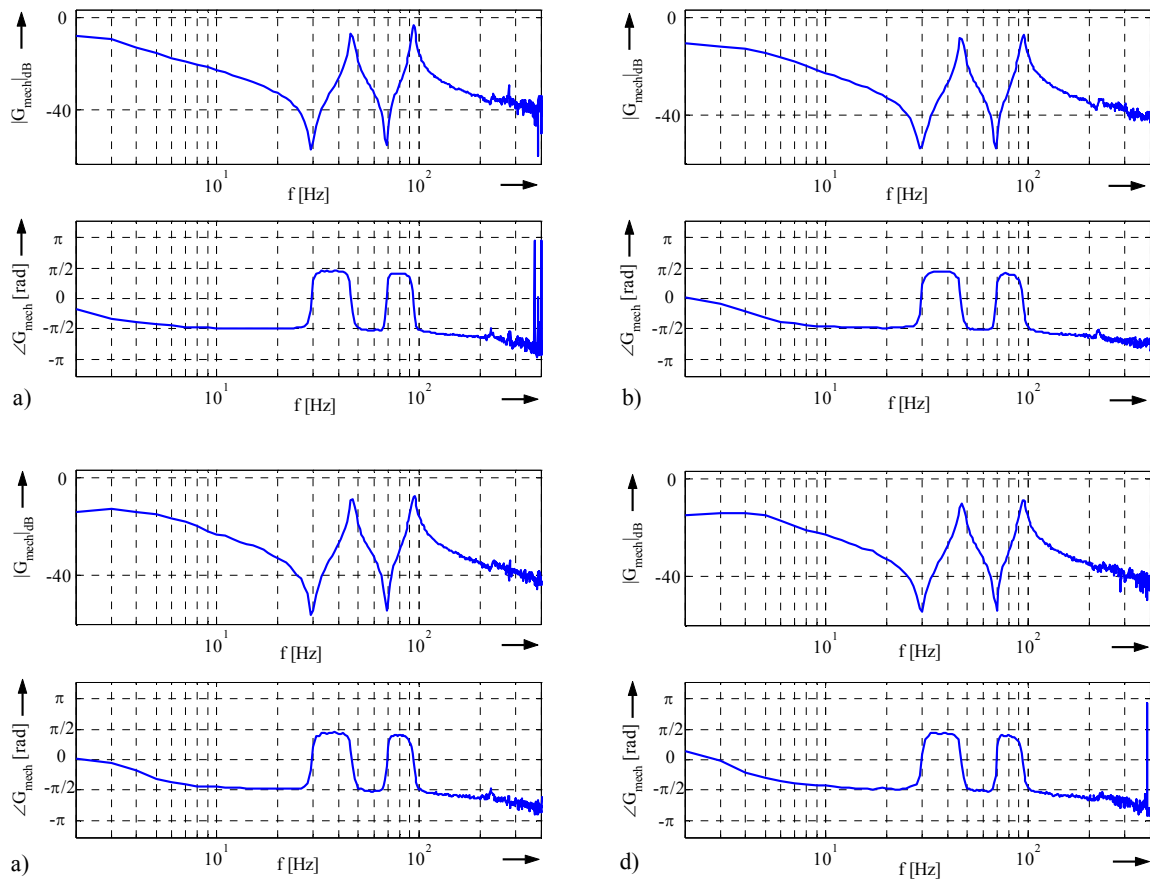 0
-40
|G_mech|_dB
10^1
10^2
f [Hz]
π
π/2
0
-π/2
-π
∠G_mech [rad]
10^1
10^2
f [Hz]
a)
0
-40
|G_mech|_dB
10^1
10^2
f [Hz]
π
π/2
0
-π/2
-π
∠G_mech [rad]
10^1
10^2
f [Hz]
b)
0
-40
|G_mech|_dB
10^1
10^2
f [Hz]
π
π/2
0
-π/2
-π
∠G_mech [rad]
10^1
10^2
f [Hz]
a)
0
-40
|G_mech|_dB
10^1
10^2
f [Hz]
π
π/2
0
-π/2
-π
∠G_mech [rad]
10^1
10^2
f [Hz]
d)